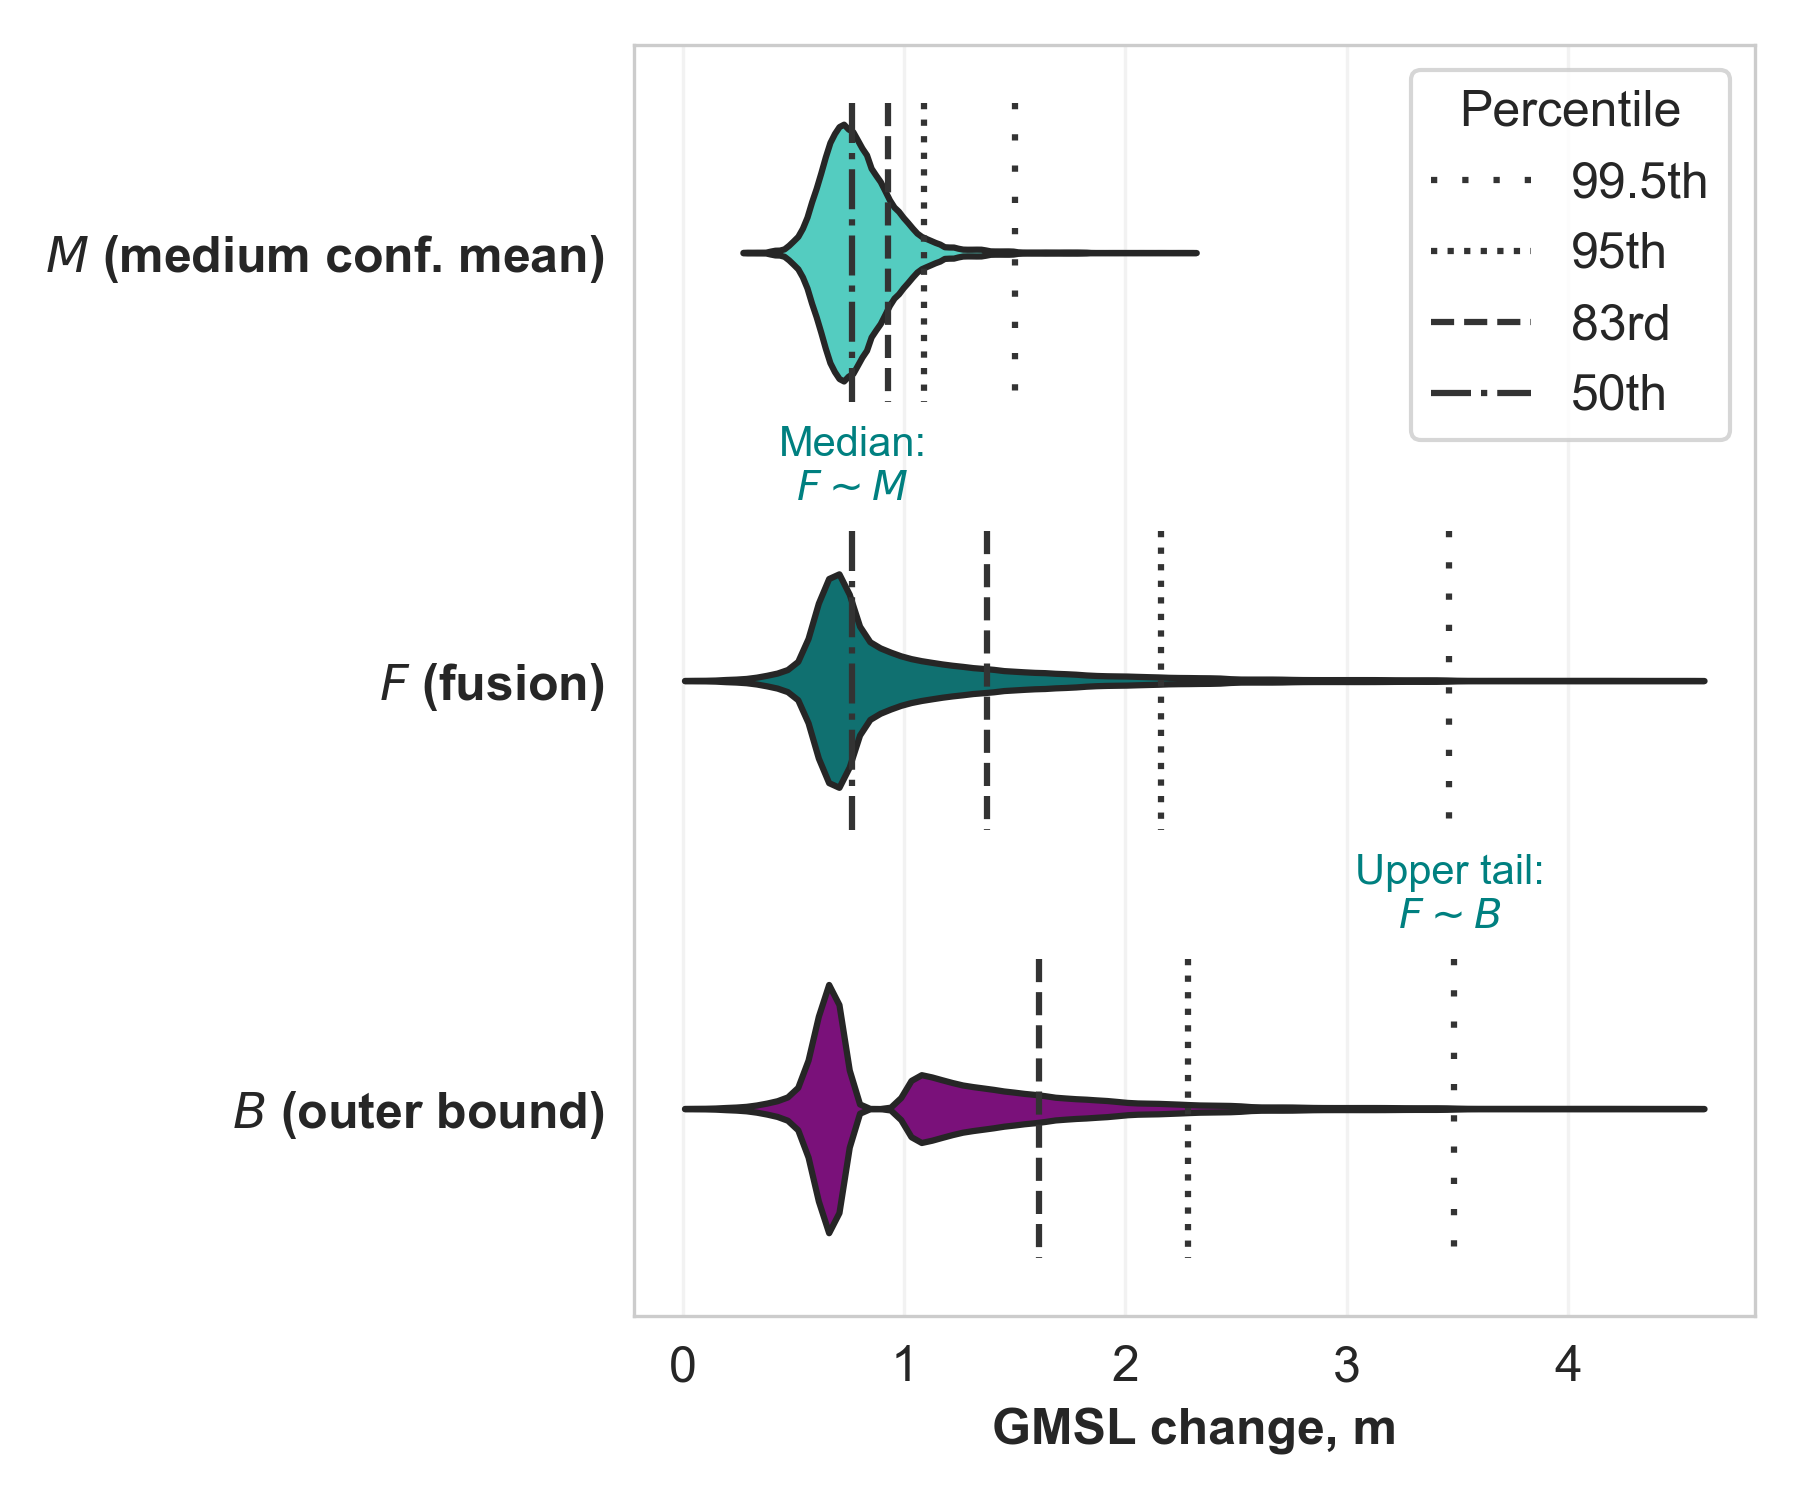 Percentile
99.5th
95th
83rd
50th
M (medium conf. mean)
Median:
F ~ M
F (fusion)
Upper tail:
F ~ B
B (outer bound)
0 1 2 3 4
GMSL change, m